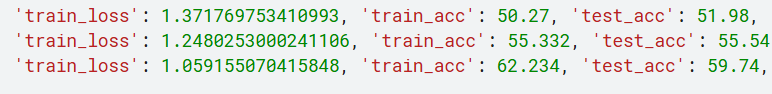 'train_loss': 1.371769753410993, 'train_acc': 50.27, 'test_acc': 51.98,
'train_loss': 1.2480253000241106, 'train_acc': 55.332, 'test_acc': 55.54
'train_loss': 1.059155070415848, 'train_acc': 62.234, 'test_acc': 59.74,